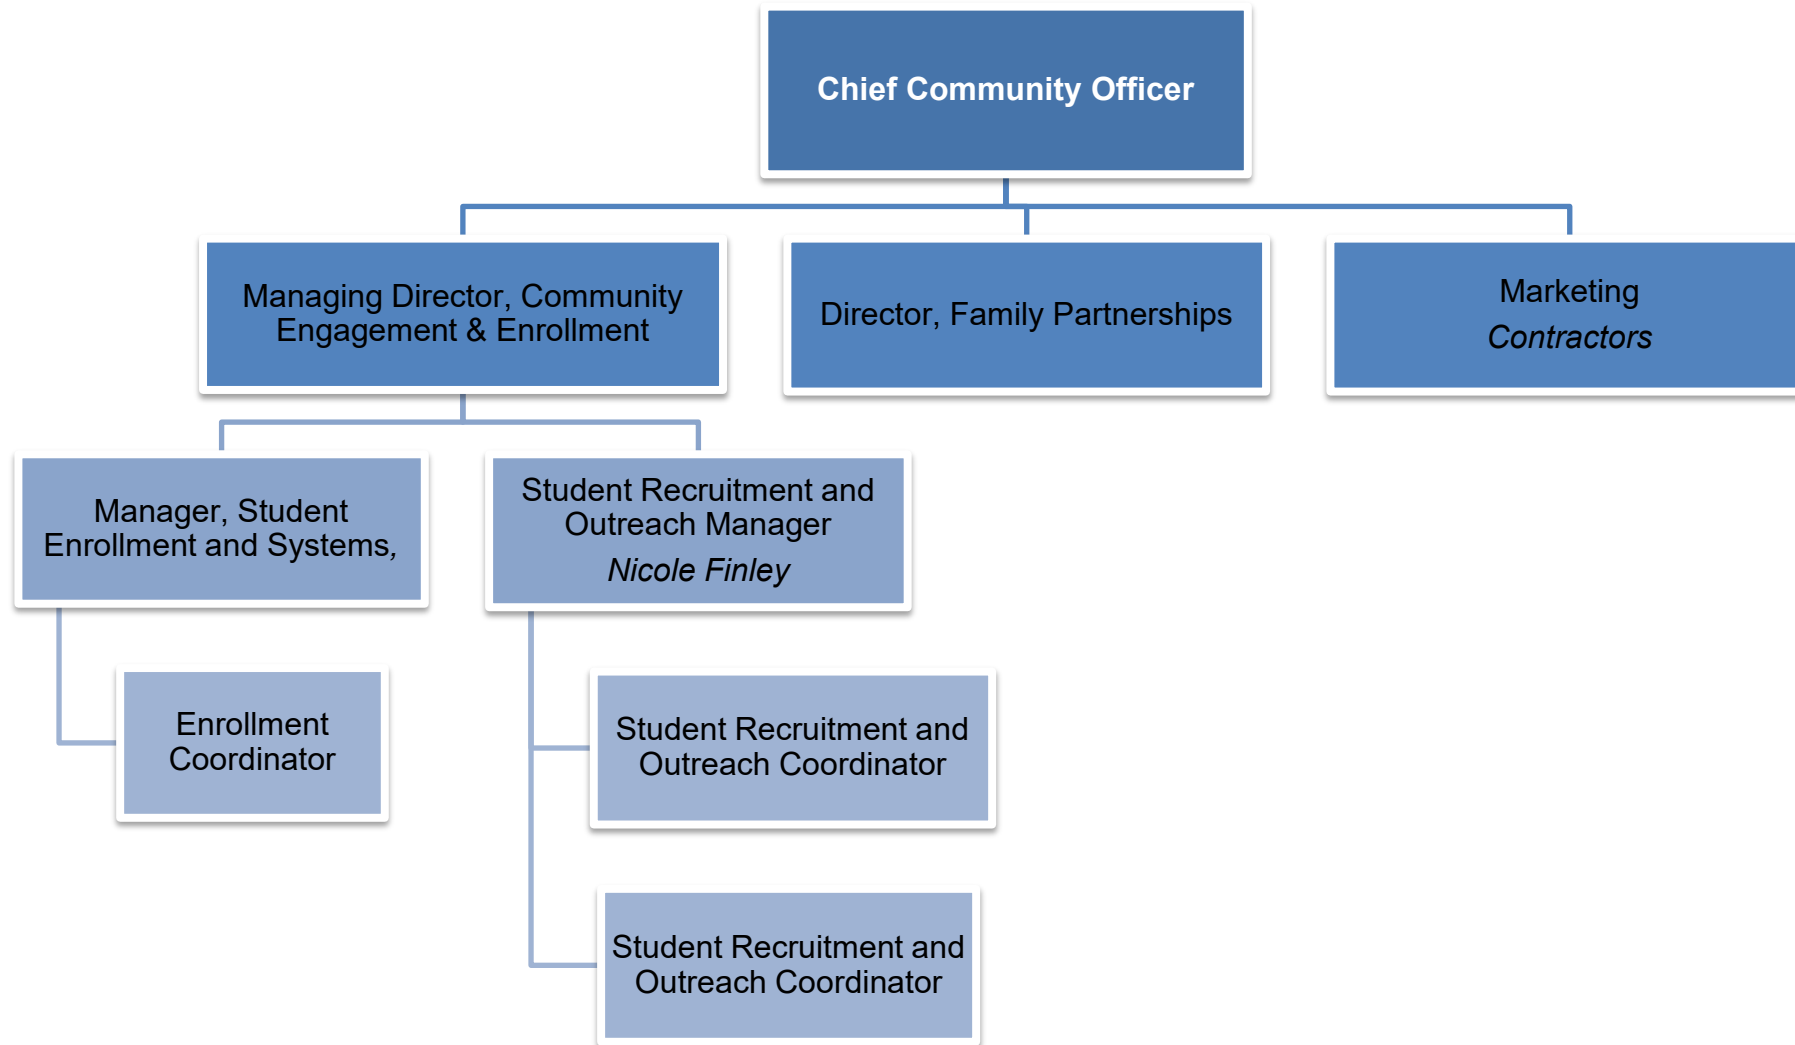 Chief Community Officer
Managing Director, Community
Engagement & Enrollment
Director, Family Partnerships
Marketing
Contractors
Manager, Student
Enrollment and Systems,
Student Recruitment and
Outreach Manager
Nicole Finley
Enrollment
Coordinator
Student Recruitment and
Outreach Coordinator
Student Recruitment and
Outreach Coordinator